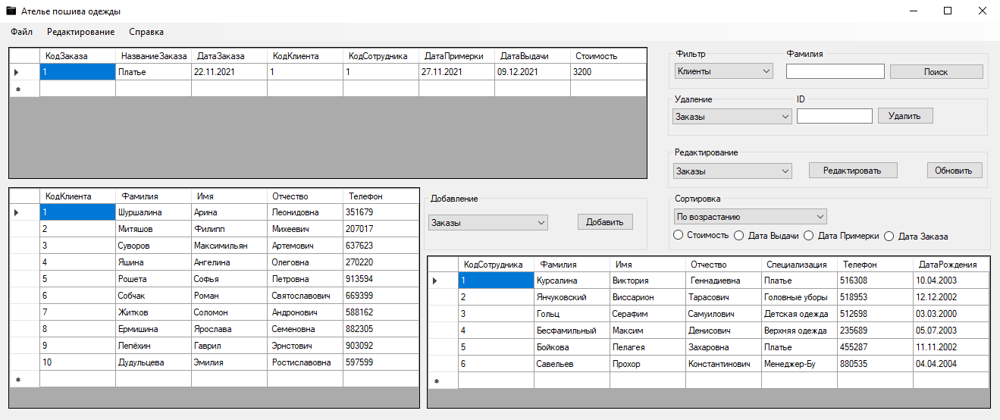 Ателье пошива одежды
Файл Редактирование Справка
КодЗаказа НазваниеЗаказа ДатаЗаказа КодКлиента КодСотрудника ДатаПримерки ДатаВыдачи Стоимость
1 Платье 22.11.2021 1 1 27.11.2021 09.12.2021 3200
Фильтр Фамилия
Клиенты Поиск
Удаление ID
Заказы Удалить
Редактирование
Заказы Редактировать Обновить
КодКлиента Фамилия Имя Отчество Телефон
1 Шуршалина Арина Леонидовна 351679
2 Митяшов Филипп Михеевич 207017
3 Суворов Максимильян Артемович 637623
4 Яшина Ангелина Олеговна 270220
5 Рошета Софья Петровна 913594
6 Собчак Роман Святославович 669399
7 Житков Соломон Андронович 588162
8 Ермишина Ярослава Семеновна 882305
9 Лепёхин Гаврил Эрнстович 903092
10 Дудульцева Эмилия Ростиславовна 597599
Добавление
Заказы Добавить
Сортировка
По возрастанию
Стоимость Дата Выдачи Дата Примерки Дата Заказа
КодСотрудника Фамилия Имя Отчество Специализация Телефон ДатаРождения
1 Курсалина Виктория Геннадиевна Платье 516308 10.04.2003
2 Янчуковский Виссарион Тарасович Головные уборы 518953 12.12.2002
3 Гольц Серафим Самуилович Детская одежда 512698 03.03.2000
4 Бесфамильный Максим Денисович Верхняя одежда 235689 05.07.2003
5 Бойкова Пелагея Захаровна Платье 455287 11.11.2002
6 Савельев Прохор Константинович Менеджер-Бу 880535 04.04.2004